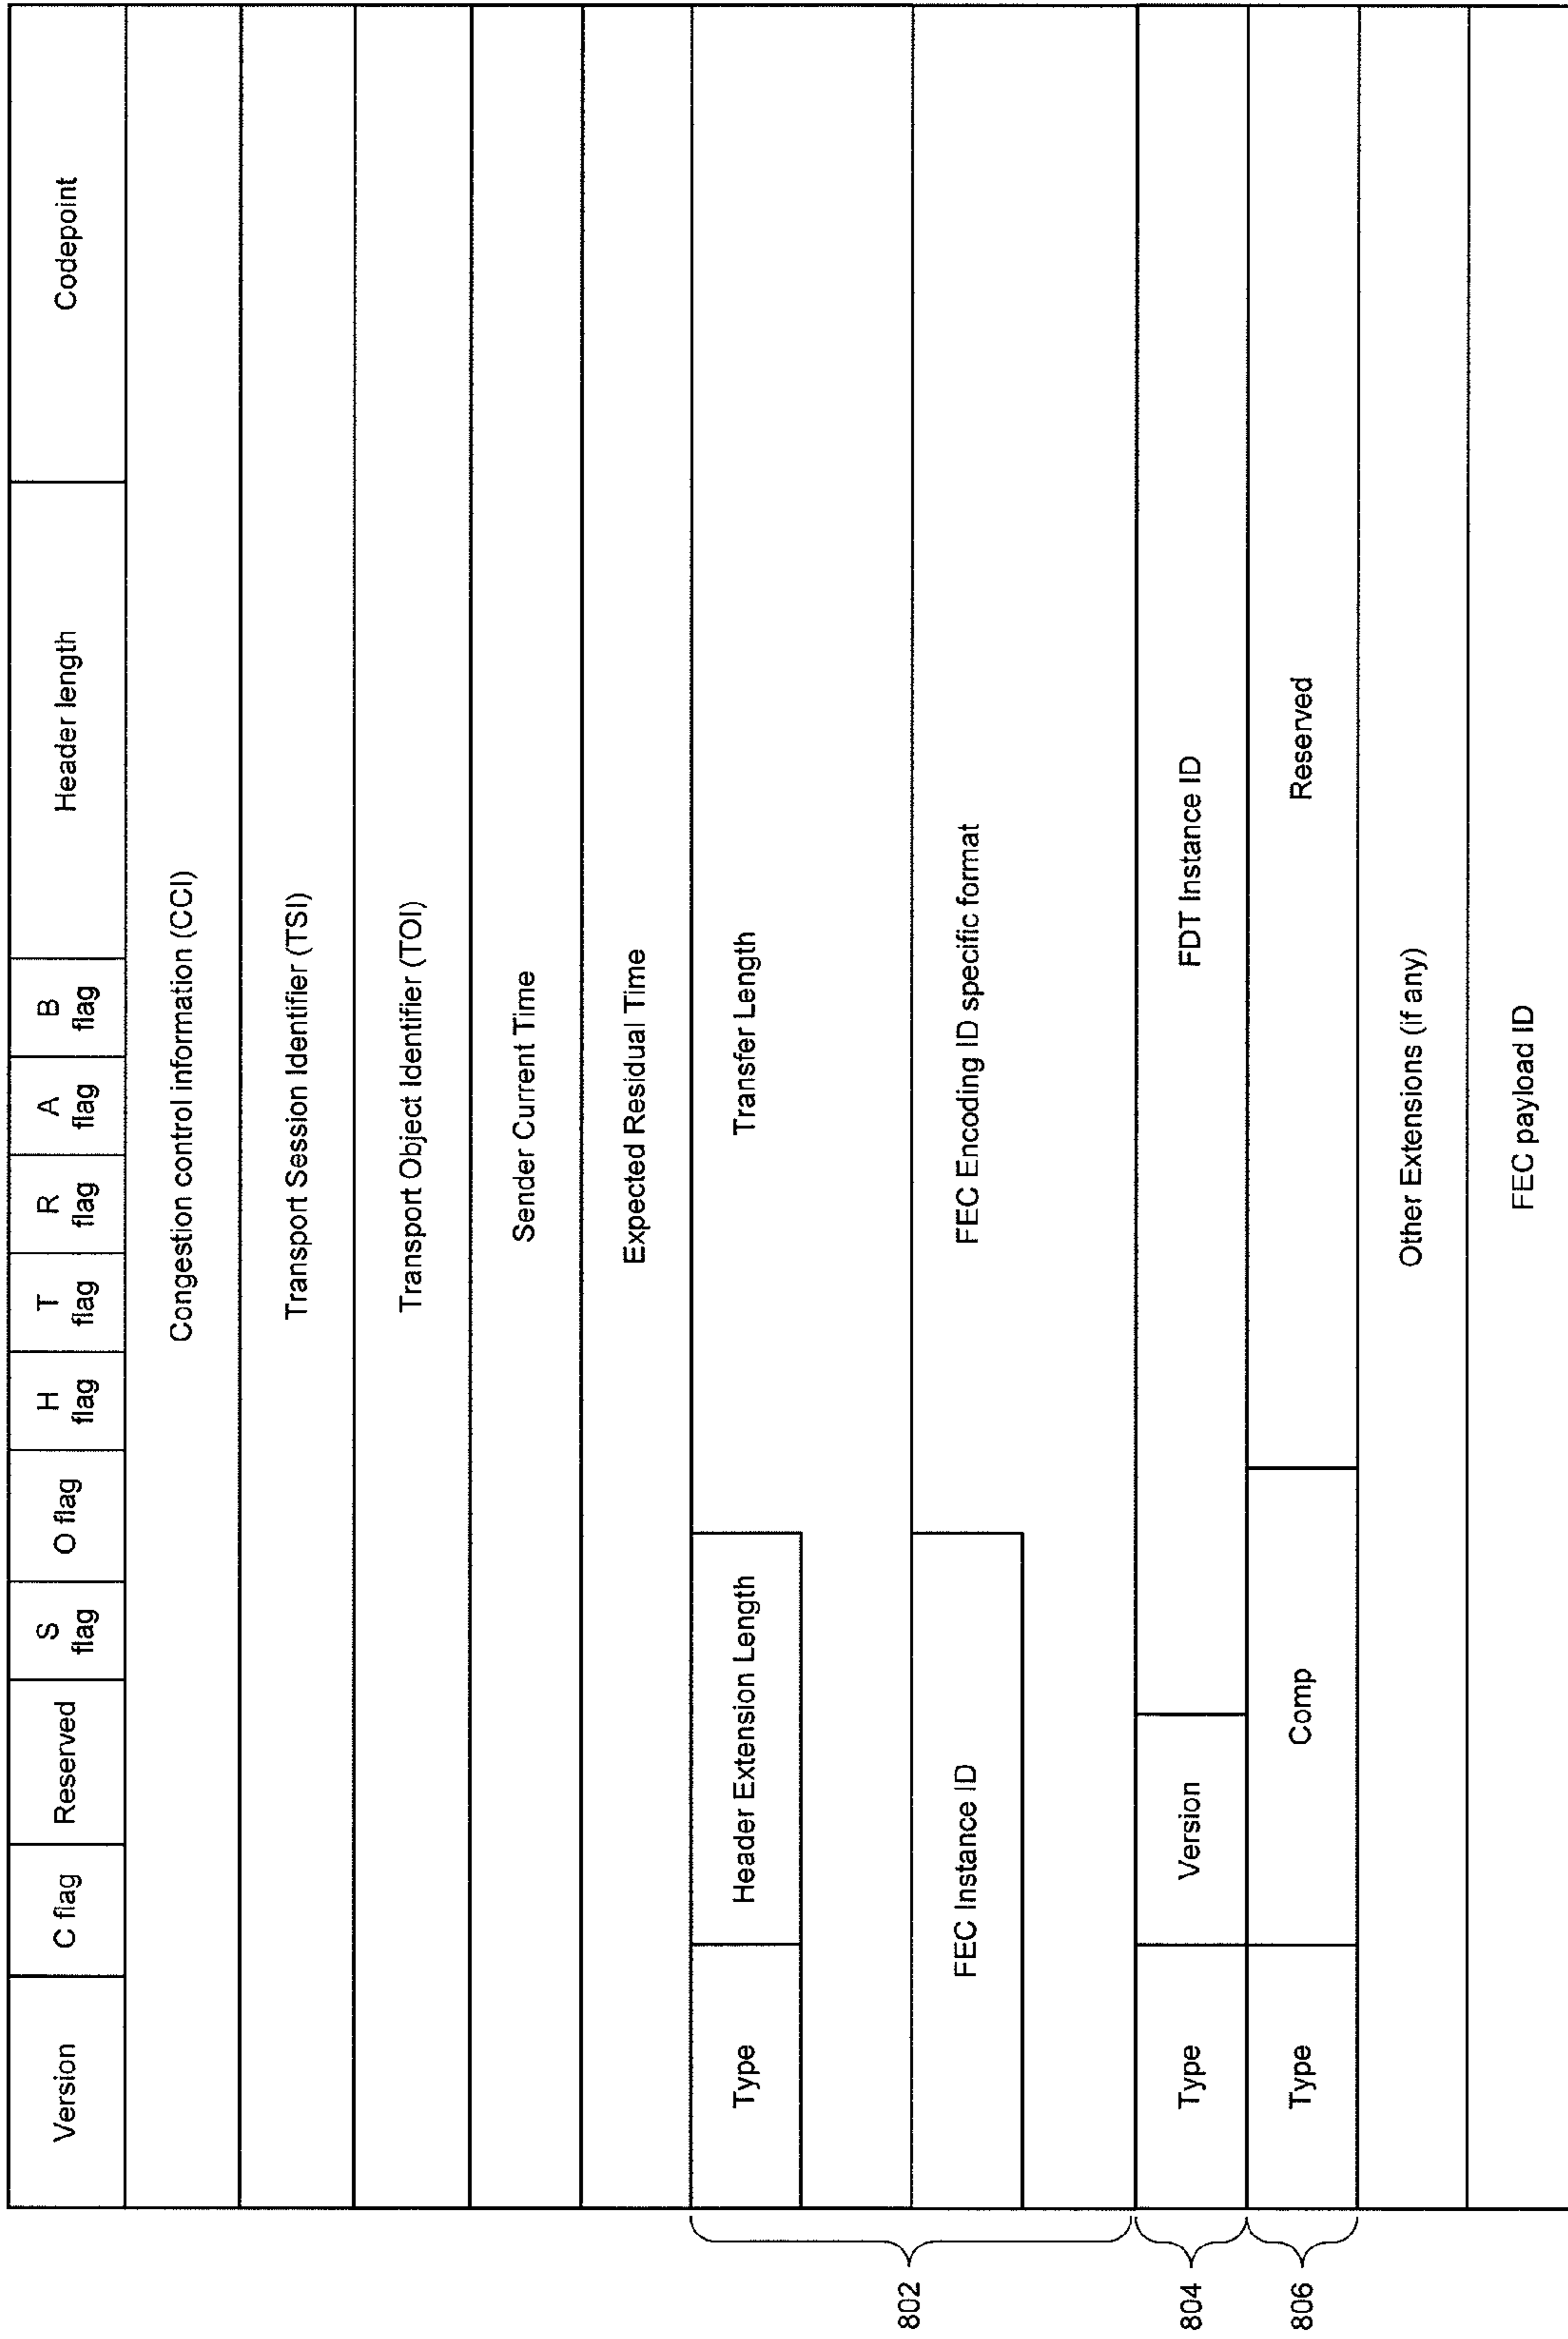 Version
C flag
Reserved
S
flag
O flag
H
flag
T
flag
R
flag
A
flag
B
flag
Header length
Codepoint
Congestion control information (CCI)
Transport Session Identifier (TSI)
Transport Object Identifier (TOI)
Sender Current Time
Expected Residual Time
802
Type
Header Extension Length
Transfer Length
FEC Instance ID
FEC Encoding ID specific format
804
Type
Version
FDT Instance ID
806
Type
Comp
Reserved
Other Extensions (if any)
FEC payload ID